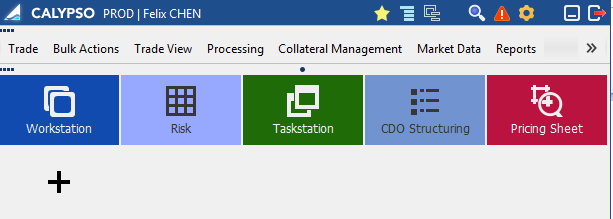 CALYPSO PROD | Felix CHEN
Trade Bulk Actions Trade View Processing Collateral Management Market Data Reports »
Workstation Risk Taskstation CDO Structuring Pricing Sheet